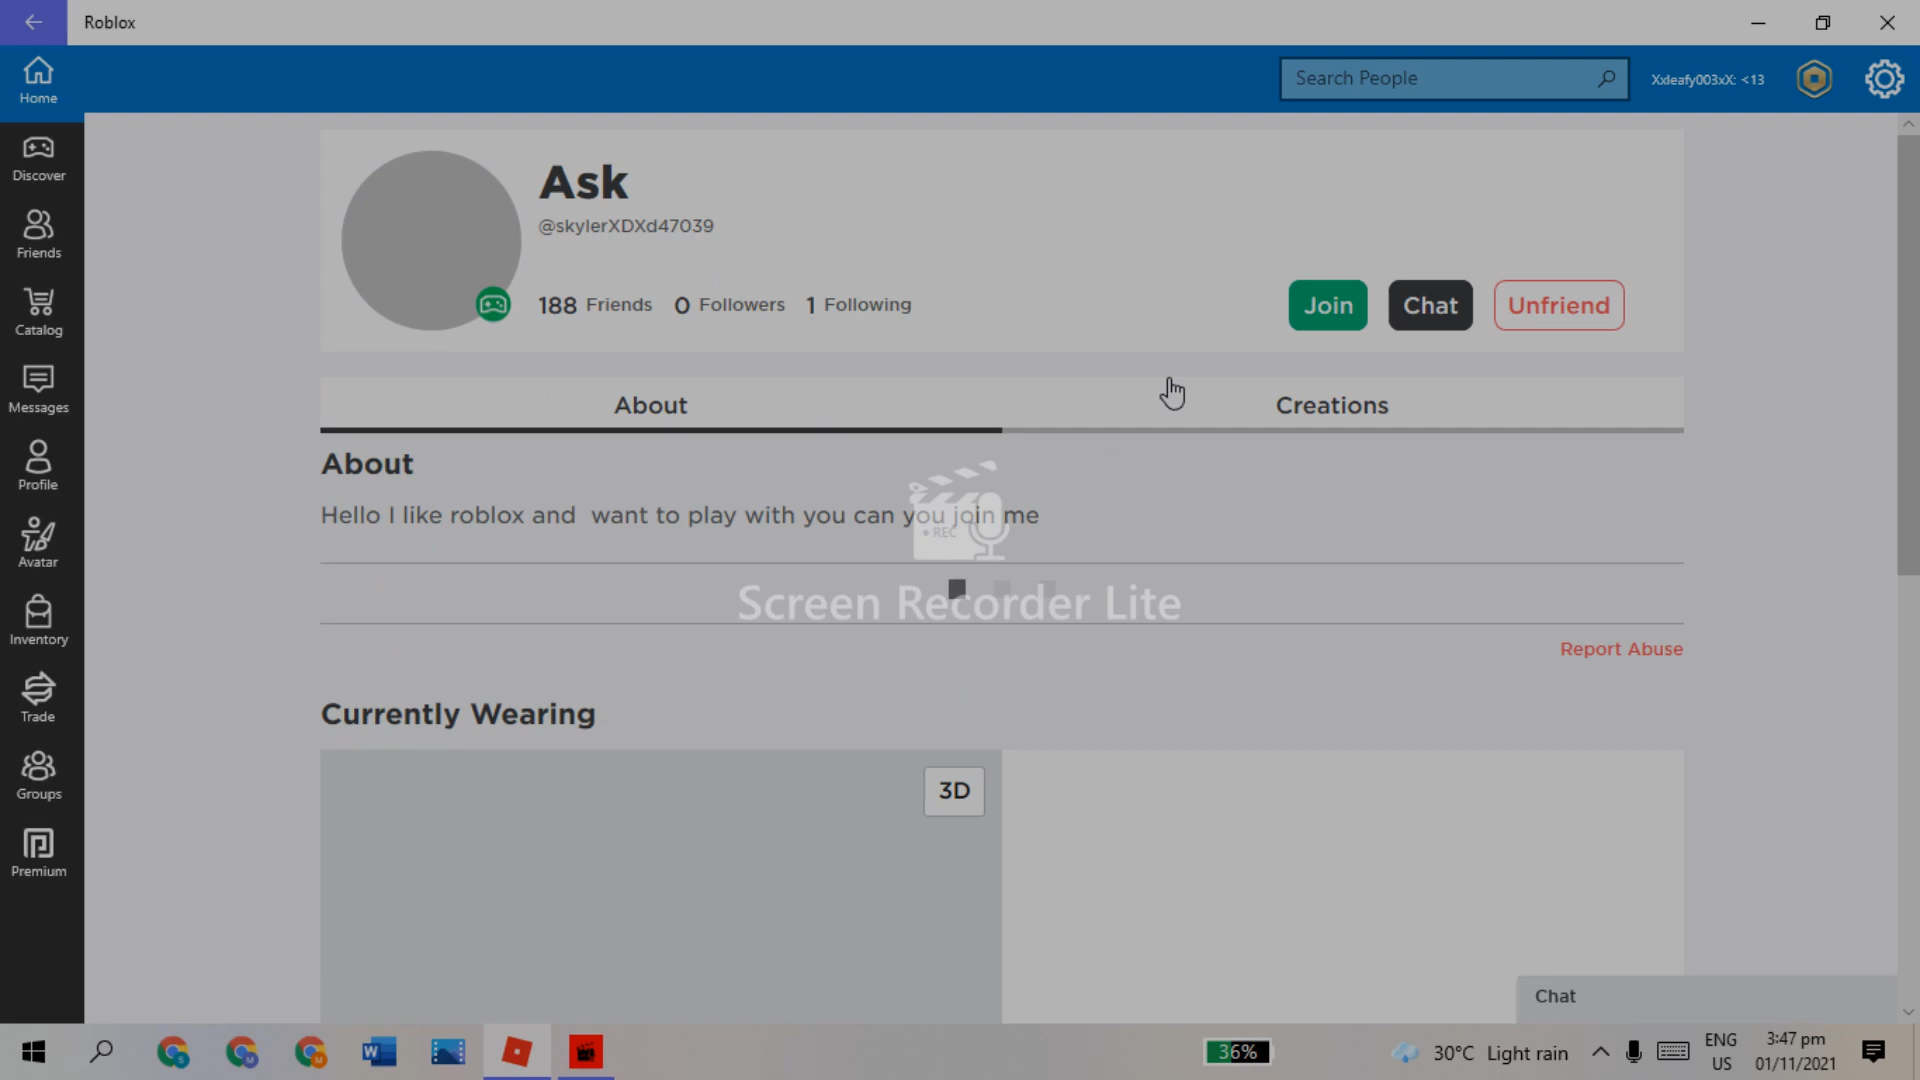 Roblox
Home
Search People
Xxleafy003xX: <13
Discover
Friends
Catalog
Messages
Profile
Avatar
Inventory
Trade
Groups
Premium
Ask
@skylerXDXd47039
188 Friends 0 Followers 1 Following
Join
Chat
Unfriend
About
Creations
About
Hello I like roblox and  want to play with you can you join me
• REC
Screen Recorder Lite
Report Abuse
Currently Wearing
3D
Chat
W
36%
30°C Light rain
ENG
US
3:47 pm
01/11/2021